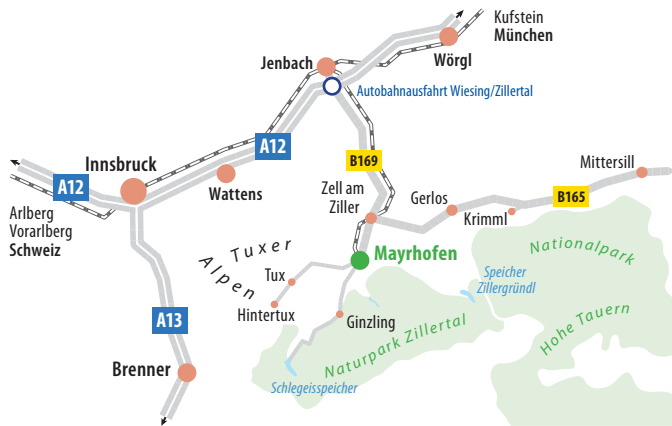 Kufstein
München
Wörgl
Jenbach
Autobahnausfahrt Wiesing/Zillertal
A12
B169
Innsbruck
A12
Wattens
Mittersill
Zell am
Ziller
Gerlos
B165
Krimml
Arlberg
Vorarlberg
Schweiz
Tuxer
Alpen
Mayrhofen
Nationalpark
Hohe Tauern
Speicher
Zillergründl
Tux
Hintertux
Ginzling
A13
Naturpark Zillertal
Brenner
Schlegeisspeicher